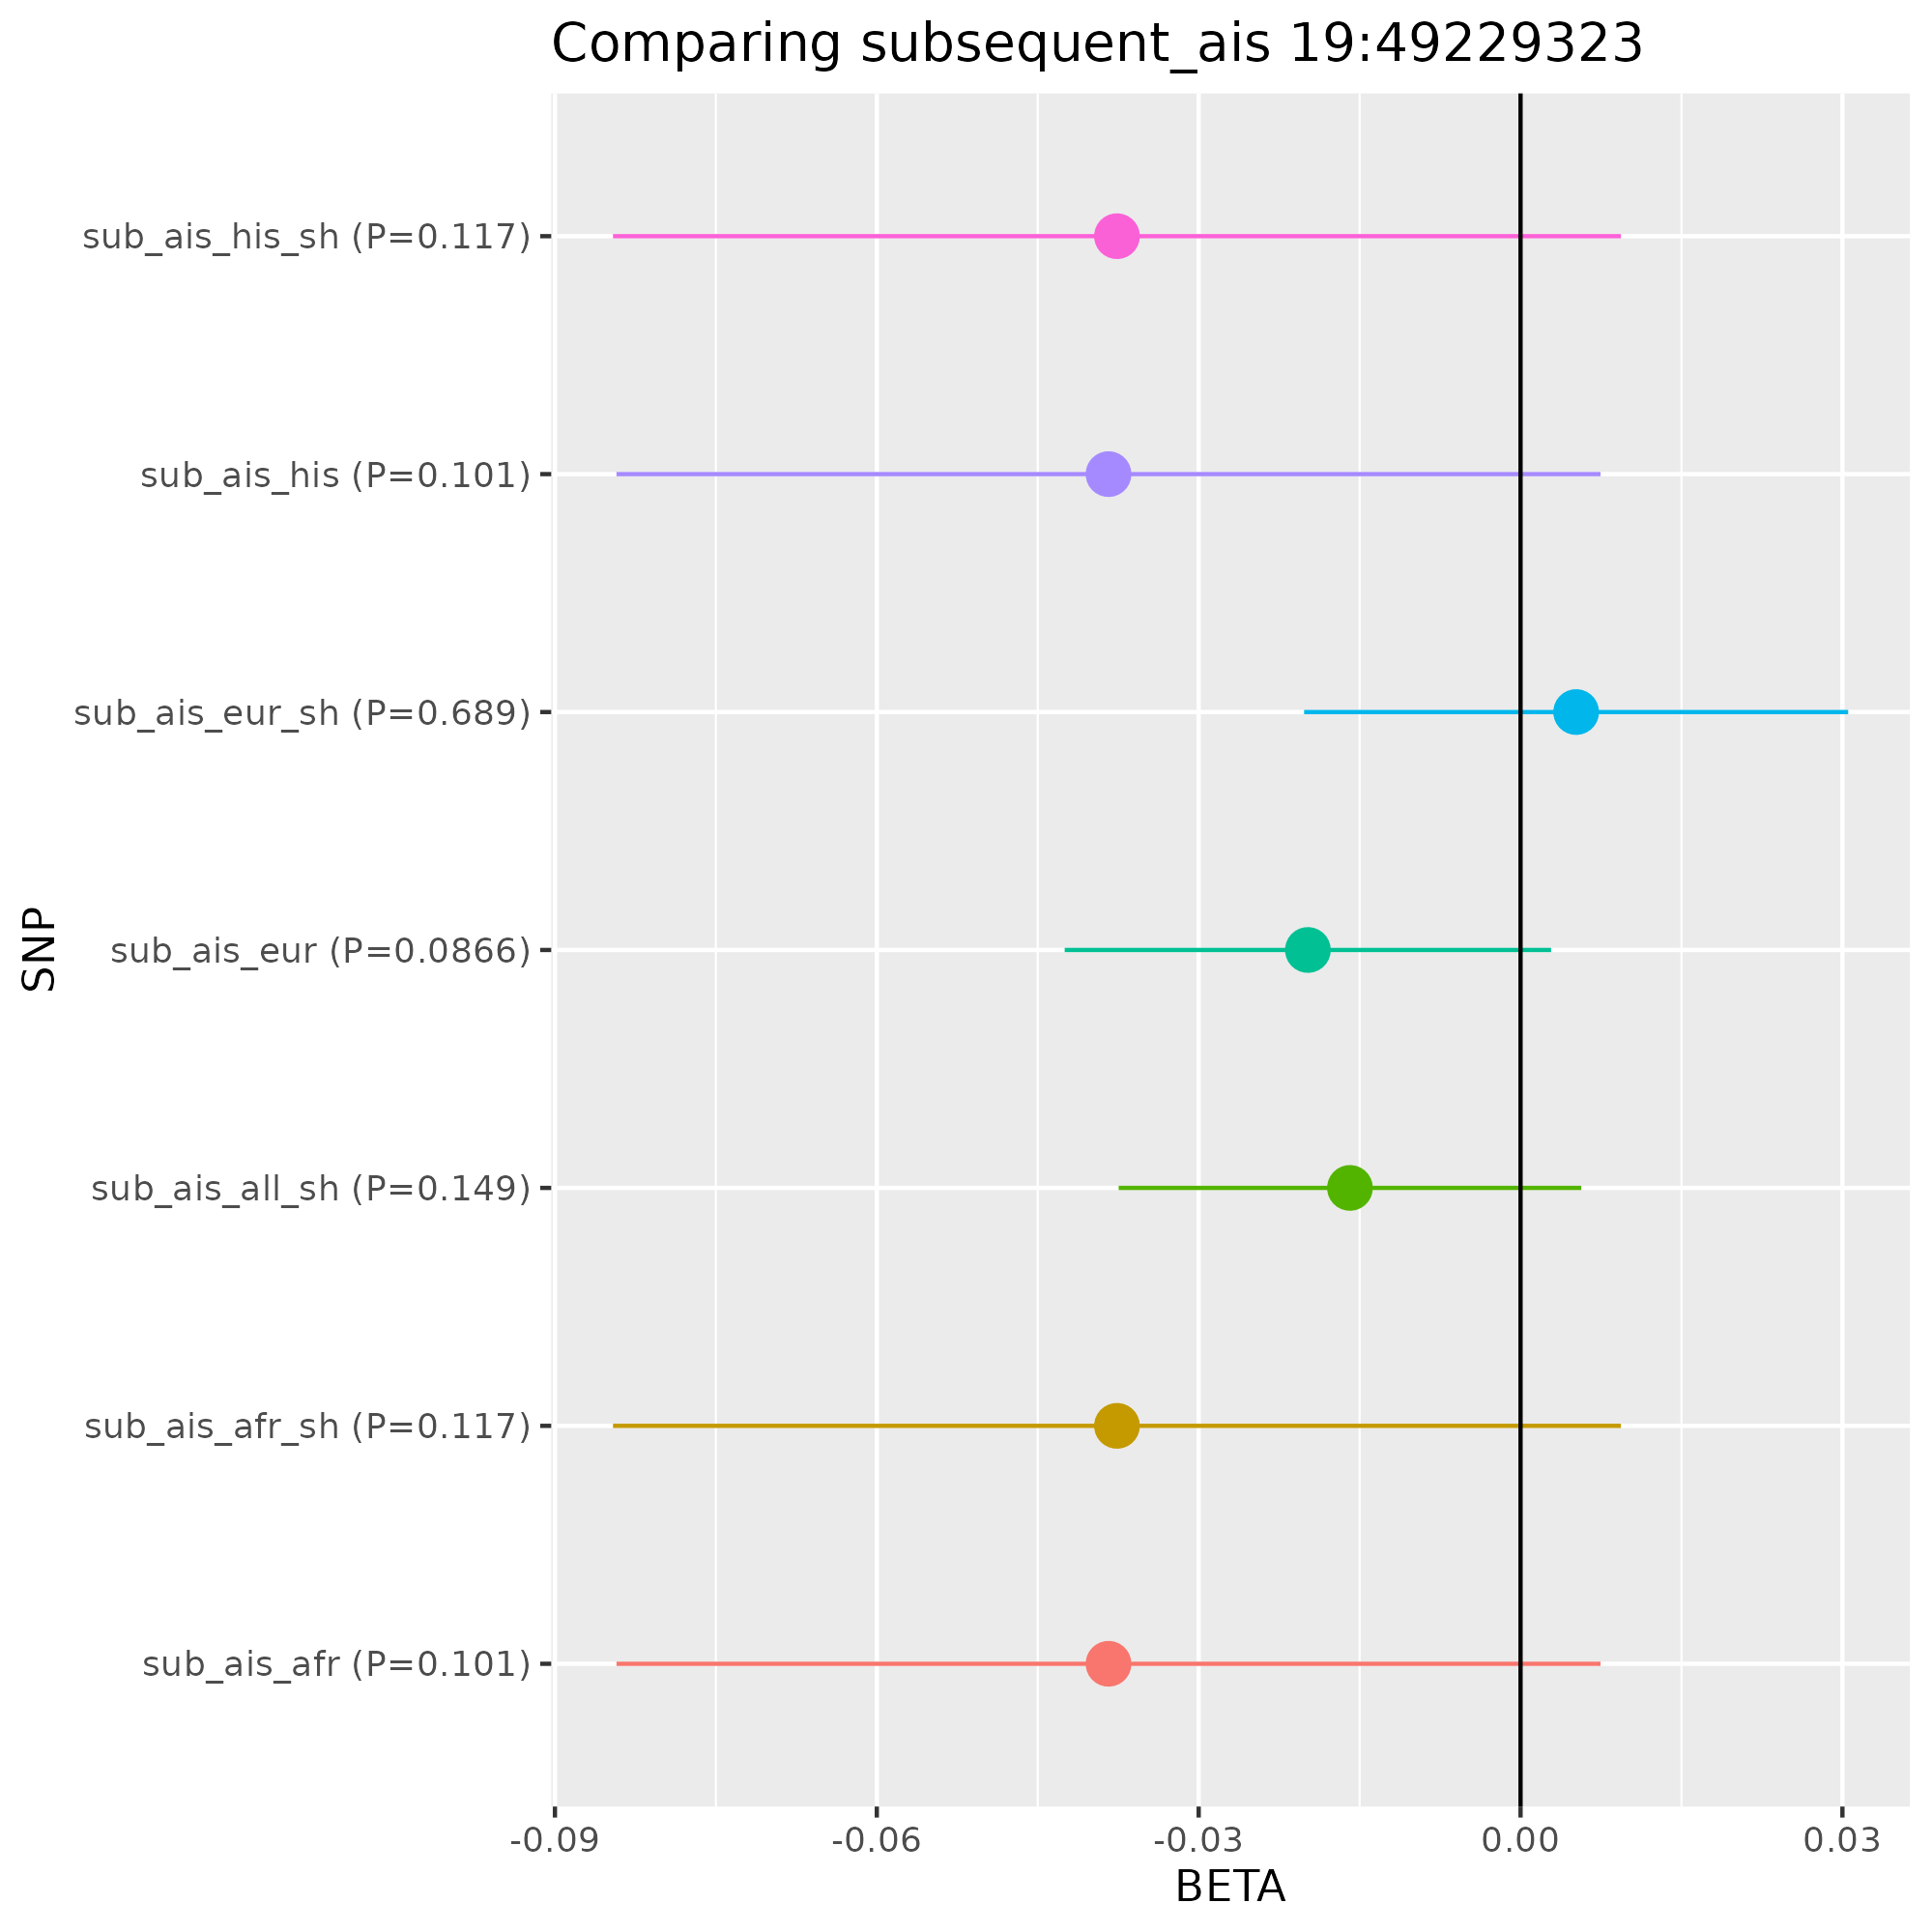 Comparing subsequent_ais 19:49229323
sub_ais_his_sh (P=0.117)
sub_ais_his (P=0.101)
sub_ais_eur_sh (P=0.689)
sub_ais_eur (P=0.0866)
sub_ais_all_sh (P=0.149)
sub_ais_afr_sh (P=0.117)
sub_ais_afr (P=0.101)
SNP
-0.09 -0.06 -0.03 0.00 0.03
BETA